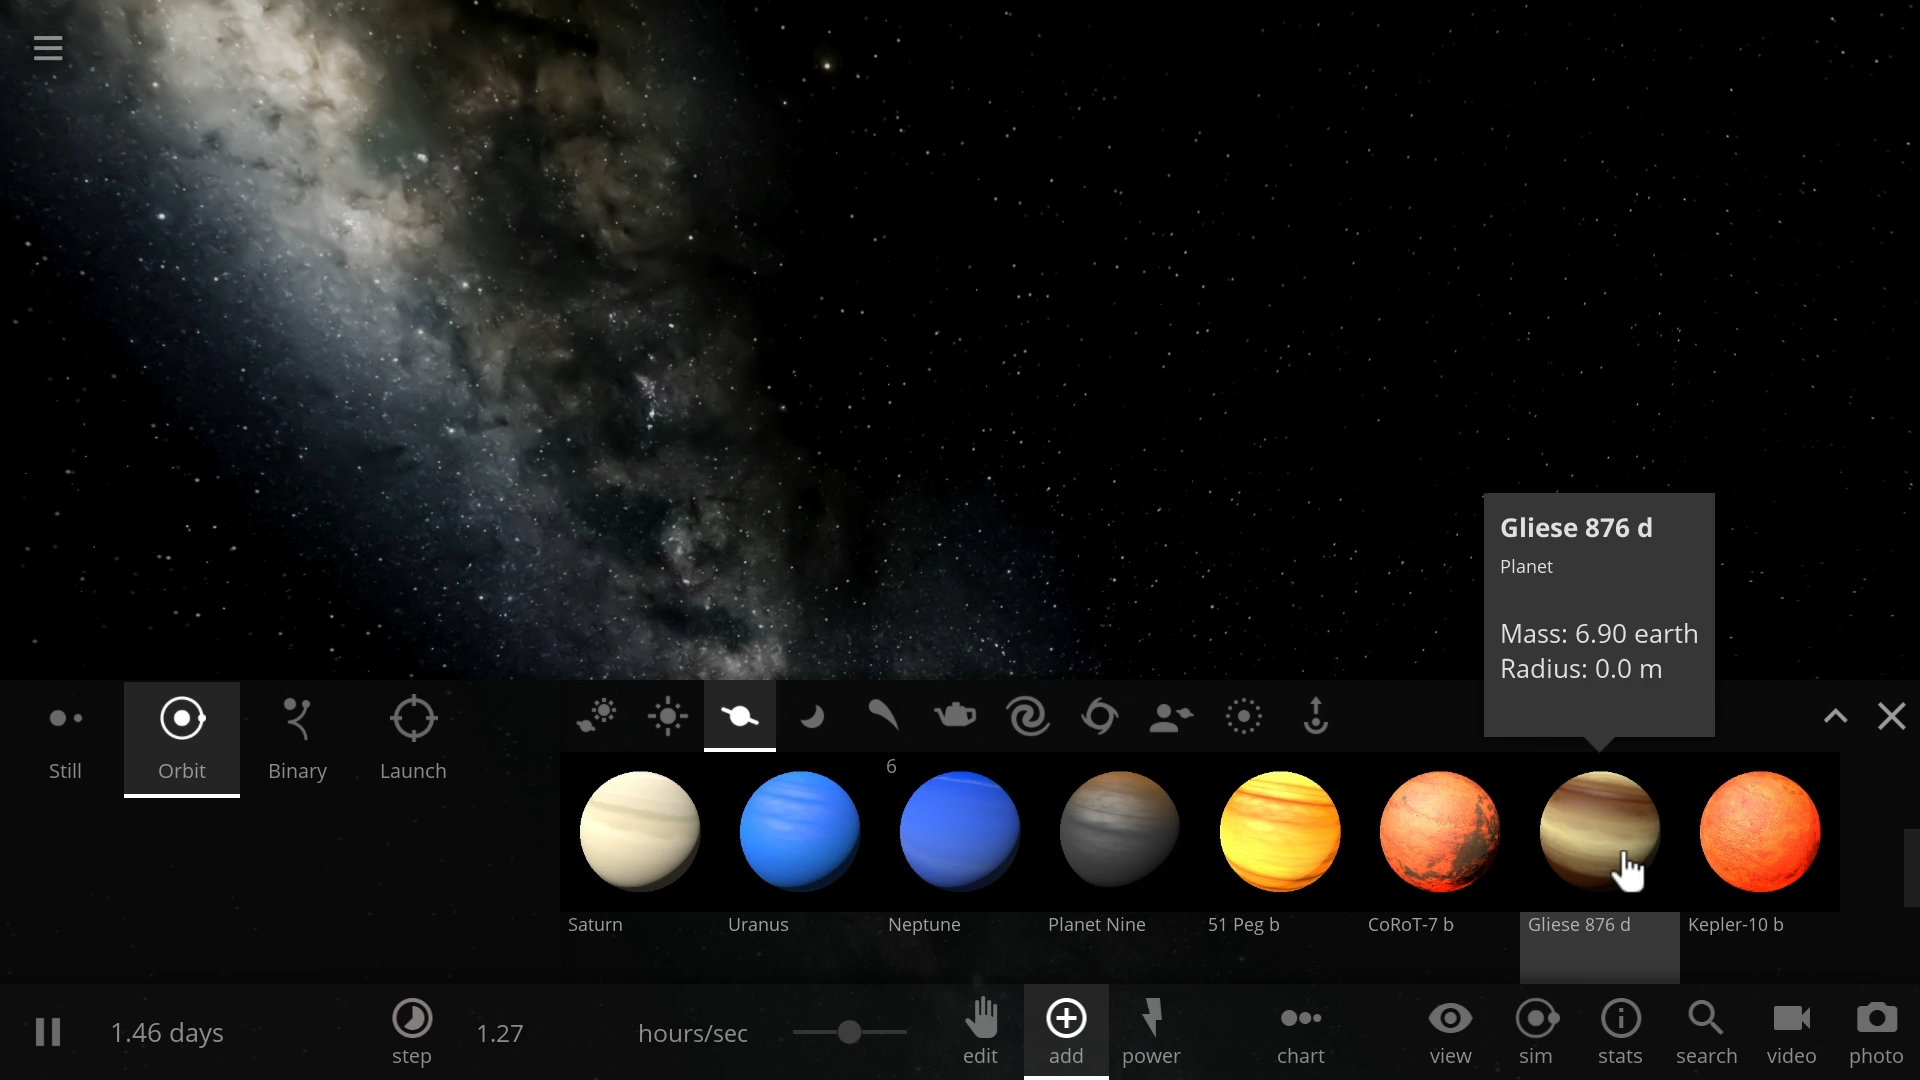 Gliese 876 d
Planet
Mass: 6.90 earth
Radius: 0.0 m
Still
Orbit
Binary
Launch
6
Saturn
Uranus
Neptune
Planet Nine
51 Peg b
CoRoT-7 b
Gliese 876 d
Kepler-10 b
1.46 days
step
1.27
hours/sec
edit
add
power
chart
view
sim
stats
search
video
photo